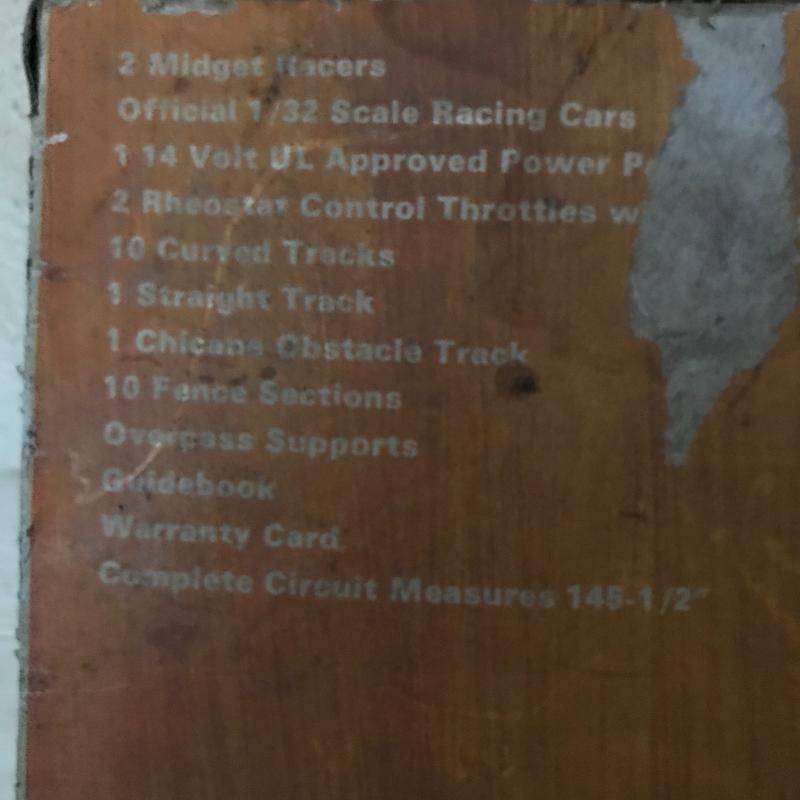 2 Midget Racers
Official 1/32 Scale Racing Cars
1 14 Volt UL Approved Power
2 Rheostat Control Throttles
10 Curved Tracks
1 Straight Track
1 Chicane Obstacle Track
10 Fence Sections
Overpass Supports
Guidebook
Warranty Card
Complete Circuit Measures 145-1/2"